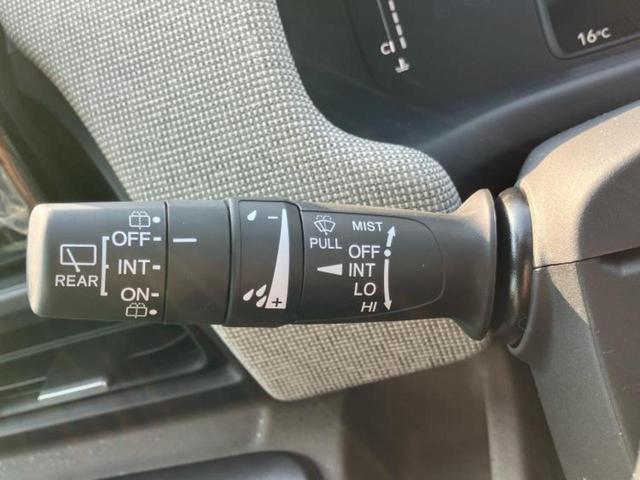 16°C
MIST
PULL
OFF
INT
LO
HI
−
+
REAR
OFF
INT
ON